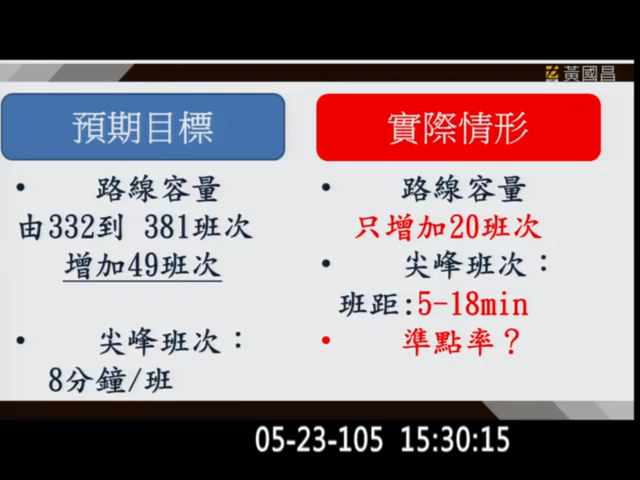 黃國昌
預期目標
• 路線容量
由332到 381班次
增加49班次
• 尖峰班次：
8分鐘/班
實際情形
• 路線容量
只增加20班次
• 尖峰班次：
班距:5-18min
• 準點率？
05-23-105 15:30:15